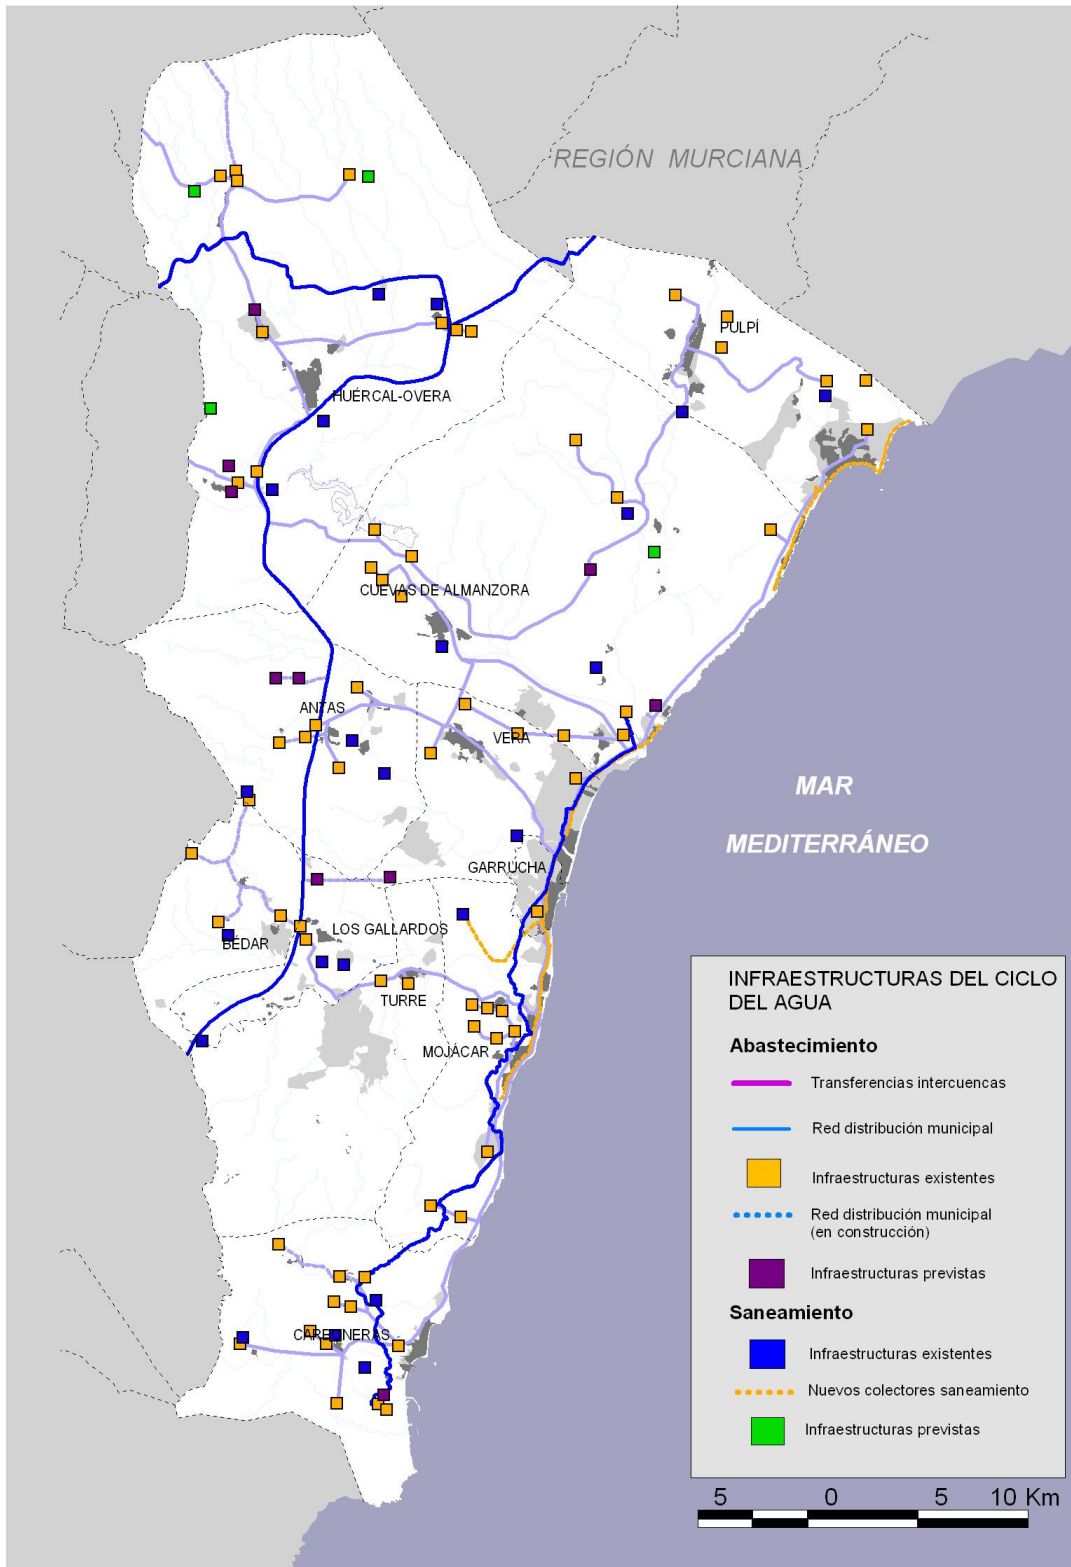 REGIÓN MURCIANA
PULPÍ
HUÉRCAL-OVERA
CUEVAS DE ALMANZORA
ANTAS
VERA
MAR
MEDITERRÁNEO
GARRUCHA
LOS GALLARDOS
BÉDAR
TURRE
MOJÁCAR
CARBONERAS
INFRAESTRUCTURAS DEL CICLO
DEL AGUA
Abastecimiento
Transferencias intercuencas
Red distribución municipal
Infraestructuras existentes
Red distribución municipal
(en construcción)
Infraestructuras previstas
Saneamiento
Infraestructuras existentes
Nuevos colectores saneamiento
Infraestructuras previstas
5 0 5 10 Km